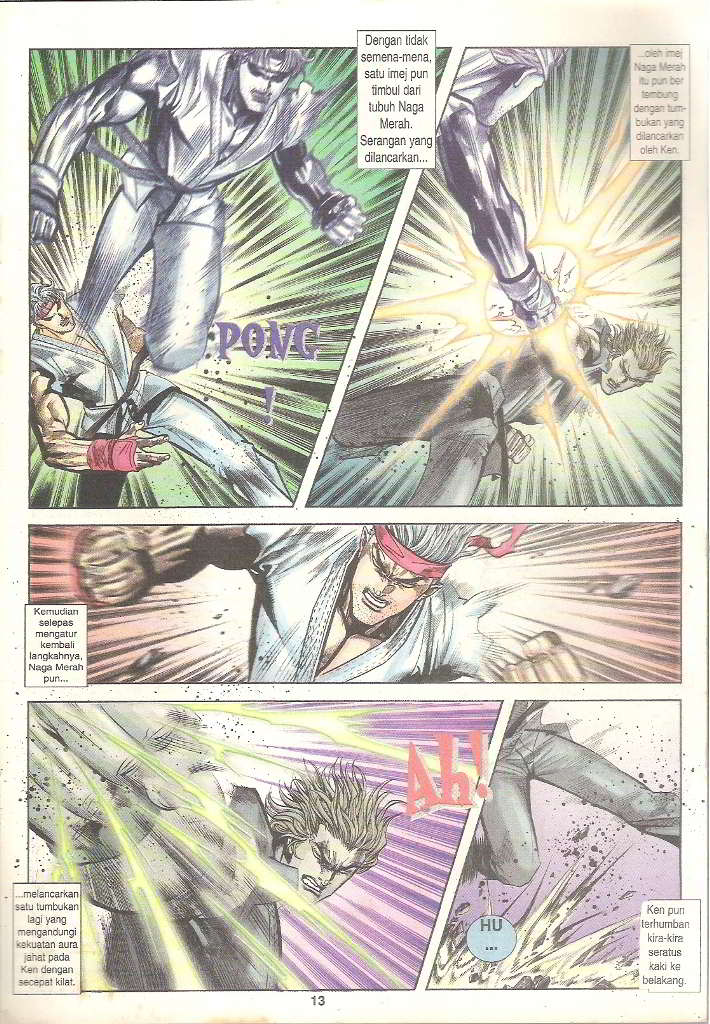 Dengan tidak
semena-mena,
satu imej pun
timbul dari
tubuh Naga
Merah.
Serangan yang
dilancarkan...
...oleh imej
Naga Merah
itu pun ber
tembung
dengan tum-
bukan yang
dilancarkan
oleh Ken.
PONG
!
Kemudian
selepas
mengatur
kembali
langkahnya,
Naga Merah
pun...
Ah!
...melancarkan
satu tumbukan
lagi yang
mengandungi
kekuatan aura
jahat pada
Ken dengan
secepat kilat.
HU
...
Ken pun
terhumban
kira-kira
seratus
kaki ke
belakang.
13